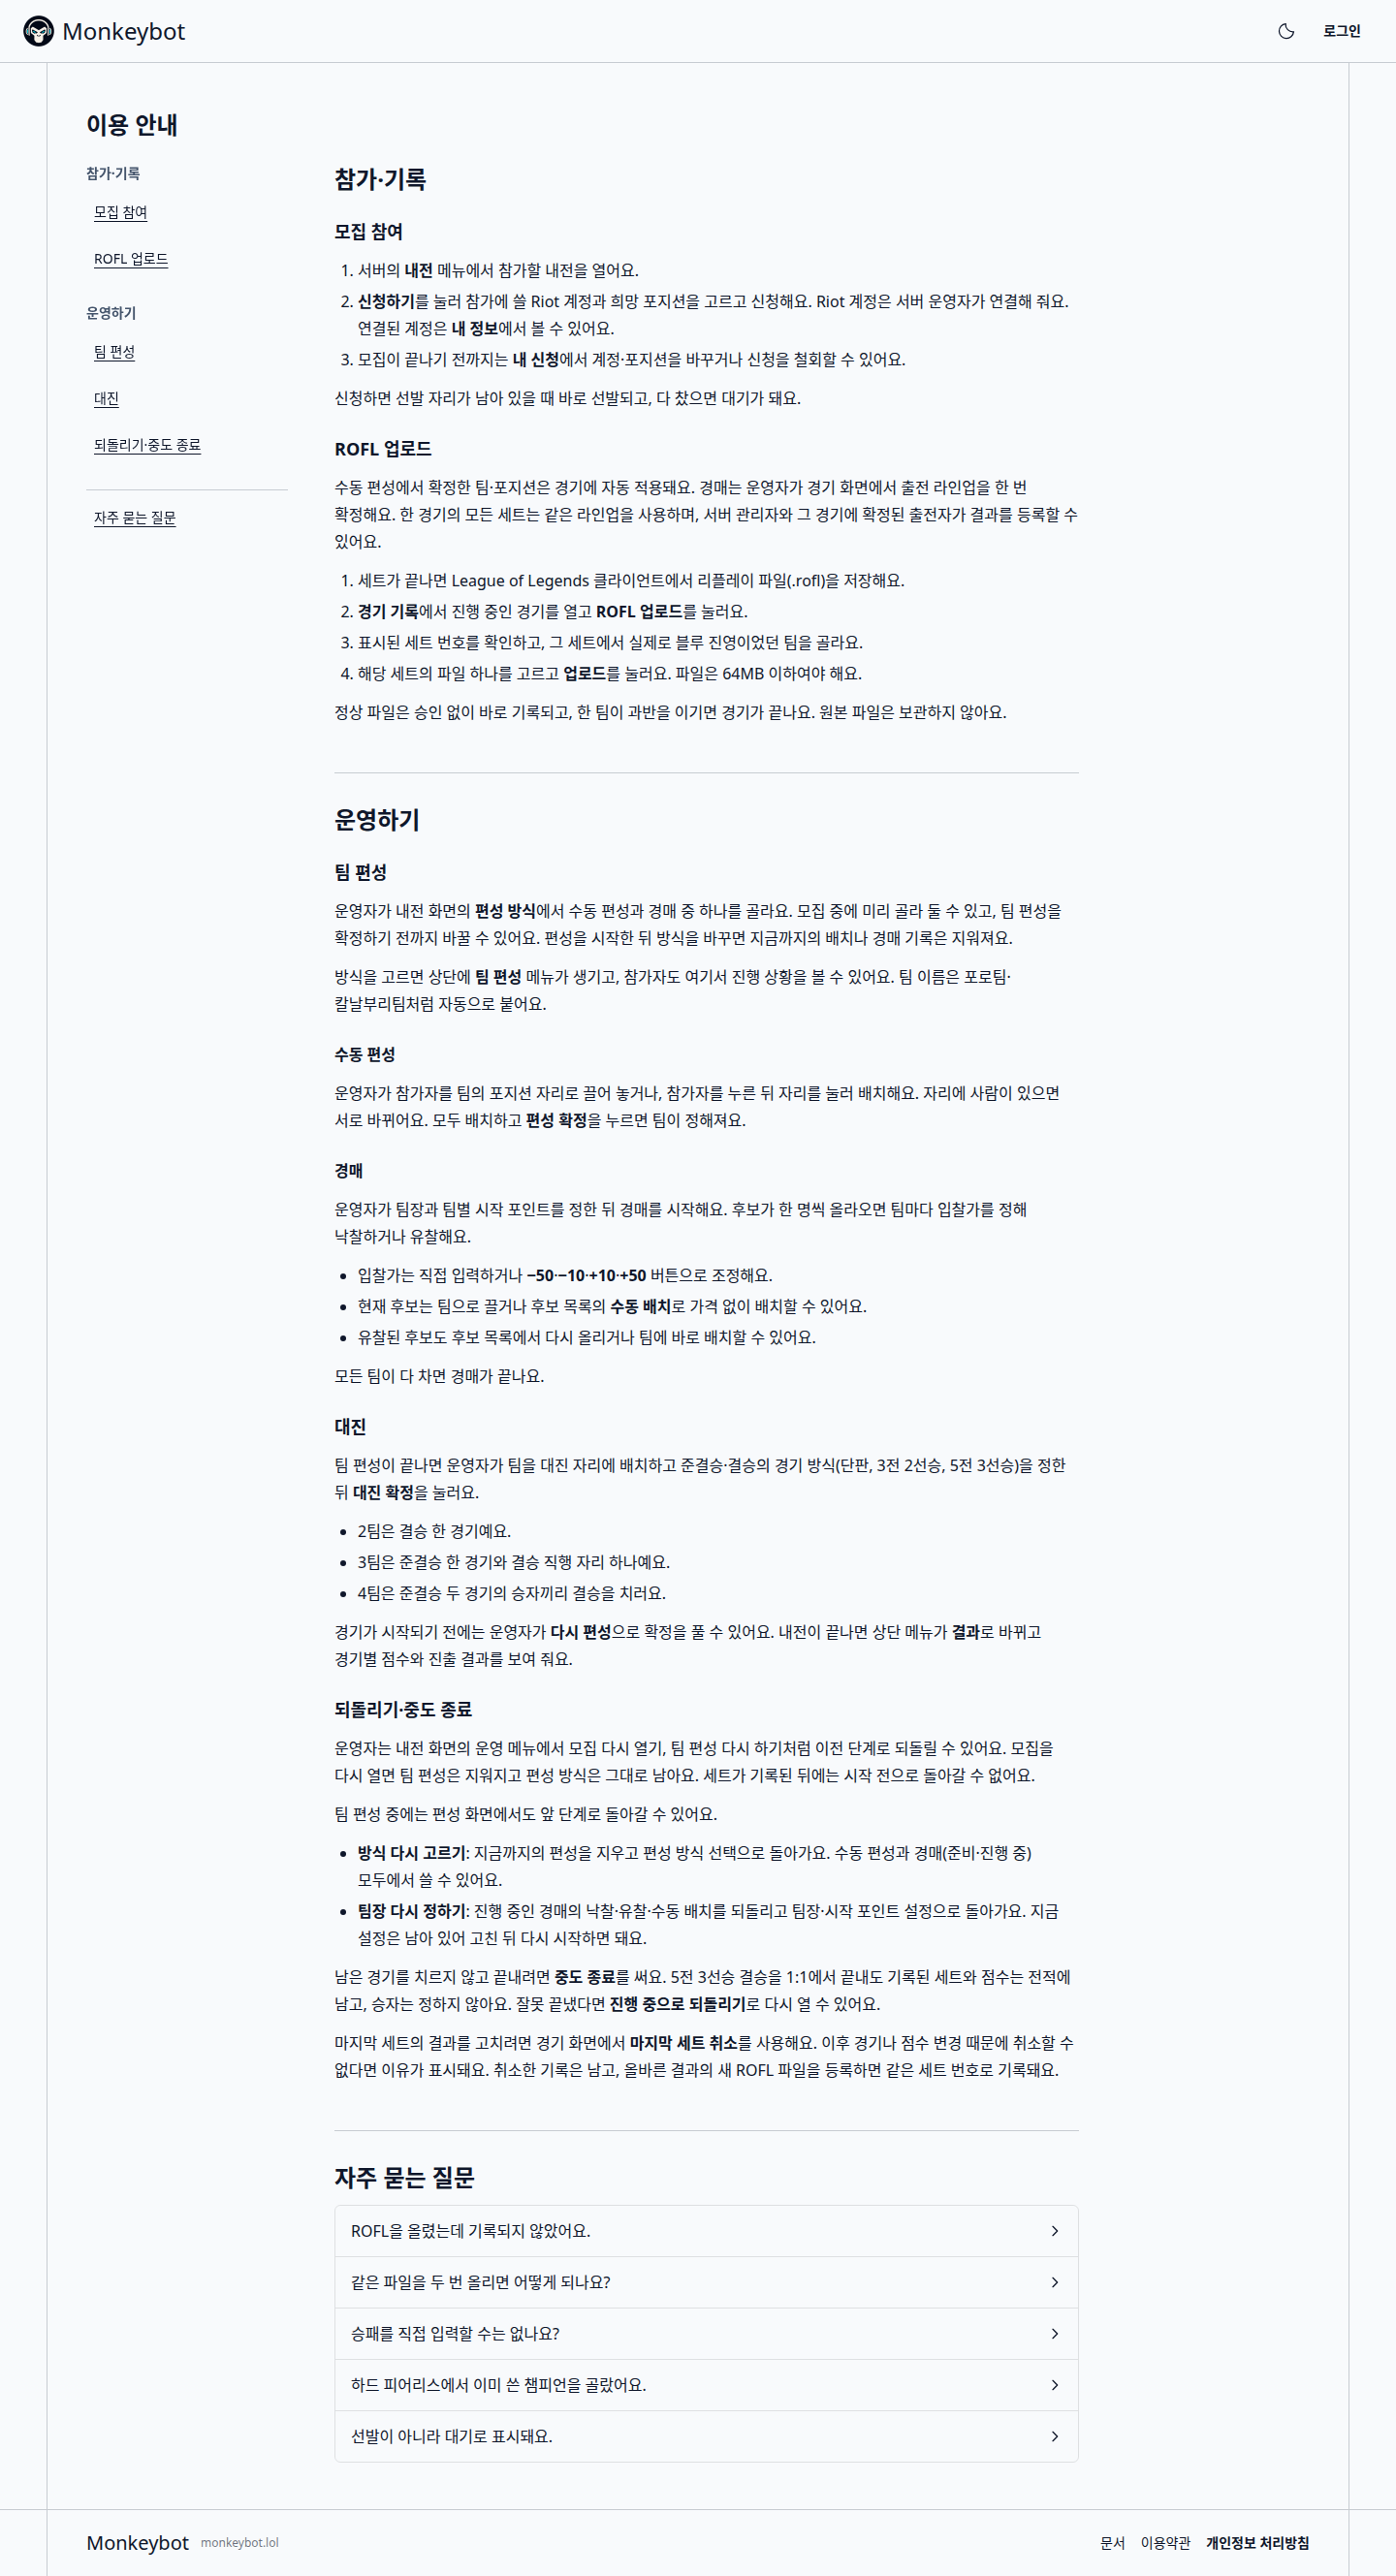 Monkeybot
로그인
이용 안내
참가·기록
모집 참여
ROFL 업로드
운영하기
팀 편성
대진
되돌리기·중도 종료
자주 묻는 질문
참가·기록
모집 참여
1. 서버의 내전 메뉴에서 참가할 내전을 열어요.
2. 신청하기를 눌러 참가에 쓸 Riot 계정과 희망 포지션을 고르고 신청해요. Riot 계정은 서버 운영자가 연결해 줘요.
연결된 계정은 내 정보에서 볼 수 있어요.
3. 모집이 끝나기 전까지는 내 신청에서 계정·포지션을 바꾸거나 신청을 철회할 수 있어요.
신청하면 선발 자리가 남아 있을 때 바로 선발되고, 다 찼으면 대기가 돼요.
ROFL 업로드
수동 편성에서 확정한 팀·포지션은 경기에 자동 적용돼요. 경매는 운영자가 경기 화면에서 출전 라인업을 한 번
확정해요. 한 경기의 모든 세트는 같은 라인업을 사용하며, 서버 관리자와 그 경기에 확정된 출전자가 결과를 등록할 수
있어요.
1. 세트가 끝나면 League of Legends 클라이언트에서 리플레이 파일(.rofl)을 저장해요.
2. 경기 기록에서 진행 중인 경기를 열고 ROFL 업로드를 눌러요.
3. 표시된 세트 번호를 확인하고, 그 세트에서 실제로 블루 진영이었던 팀을 골라요.
4. 해당 세트의 파일 하나를 고르고 업로드를 눌러요. 파일은 64MB 이하여야 해요.
정상 파일은 승인 없이 바로 기록되고, 한 팀이 과반을 이기면 경기가 끝나요. 원본 파일은 보관하지 않아요.
운영하기
팀 편성
운영자가 내전 화면의 편성 방식에서 수동 편성과 경매 중 하나를 골라요. 모집 중에 미리 골라 둘 수 있고, 팀 편성을
확정하기 전까지 바꿀 수 있어요. 편성을 시작한 뒤 방식을 바꾸면 지금까지의 배치나 경매 기록은 지워져요.
방식을 고르면 상단에 팀 편성 메뉴가 생기고, 참가자도 여기서 진행 상황을 볼 수 있어요. 팀 이름은 포로팀·
칼날부리팀처럼 자동으로 붙어요.
수동 편성
운영자가 참가자를 팀의 포지션 자리로 끌어 놓거나, 참가자를 누른 뒤 자리를 눌러 배치해요. 자리에 사람이 있으면
서로 바뀌어요. 모두 배치하고 편성 확정을 누르면 팀이 정해져요.
경매
운영자가 팀장과 팀별 시작 포인트를 정한 뒤 경매를 시작해요. 후보가 한 명씩 올라오면 팀마다 입찰가를 정해
낙찰하거나 유찰해요.
• 입찰가는 직접 입력하거나 −50·−10·+10·+50 버튼으로 조정해요.
• 현재 후보는 팀으로 끌거나 후보 목록의 수동 배치로 가격 없이 배치할 수 있어요.
• 유찰된 후보도 후보 목록에서 다시 올리거나 팀에 바로 배치할 수 있어요.
모든 팀이 다 차면 경매가 끝나요.
대진
팀 편성이 끝나면 운영자가 팀을 대진 자리에 배치하고 준결승·결승의 경기 방식(단판, 3전 2선승, 5전 3선승)을 정한
뒤 대진 확정을 눌러요.
• 2팀은 결승 한 경기예요.
• 3팀은 준결승 한 경기와 결승 직행 자리 하나예요.
• 4팀은 준결승 두 경기의 승자끼리 결승을 치러요.
경기가 시작되기 전에는 운영자가 다시 편성으로 확정을 풀 수 있어요. 내전이 끝나면 상단 메뉴가 결과로 바뀌고
경기별 점수와 진출 결과를 보여 줘요.
되돌리기·중도 종료
운영자는 내전 화면의 운영 메뉴에서 모집 다시 열기, 팀 편성 다시 하기처럼 이전 단계로 되돌릴 수 있어요. 모집을
다시 열면 팀 편성은 지워지고 편성 방식은 그대로 남아요. 세트가 기록된 뒤에는 시작 전으로 돌아갈 수 없어요.
팀 편성 중에는 편성 화면에서도 앞 단계로 돌아갈 수 있어요.
• 방식 다시 고르기: 지금까지의 편성을 지우고 편성 방식 선택으로 돌아가요. 수동 편성과 경매(준비·진행 중)
모두에서 쓸 수 있어요.
• 팀장 다시 정하기: 진행 중인 경매의 낙찰·유찰·수동 배치를 되돌리고 팀장·시작 포인트 설정으로 돌아가요. 지금
설정은 남아 있어 고친 뒤 다시 시작하면 돼요.
남은 경기를 치르지 않고 끝내려면 중도 종료를 써요. 5전 3선승 결승을 1:1에서 끝내도 기록된 세트와 점수는 전적에
남고, 승자는 정하지 않아요. 잘못 끝냈다면 진행 중으로 되돌리기로 다시 열 수 있어요.
마지막 세트의 결과를 고치려면 경기 화면에서 마지막 세트 취소를 사용해요. 이후 경기나 점수 변경 때문에 취소할 수
없다면 이유가 표시돼요. 취소한 기록은 남고, 올바른 결과의 새 ROFL 파일을 등록하면 같은 세트 번호로 기록돼요.
자주 묻는 질문
ROFL을 올렸는데 기록되지 않았어요.
같은 파일을 두 번 올리면 어떻게 되나요?
승패를 직접 입력할 수는 없나요?
하드 피어리스에서 이미 쓴 챔피언을 골랐어요.
선발이 아니라 대기로 표시돼요.
Monkeybot monkeybot.lol
문서 이용약관 개인정보 처리방침